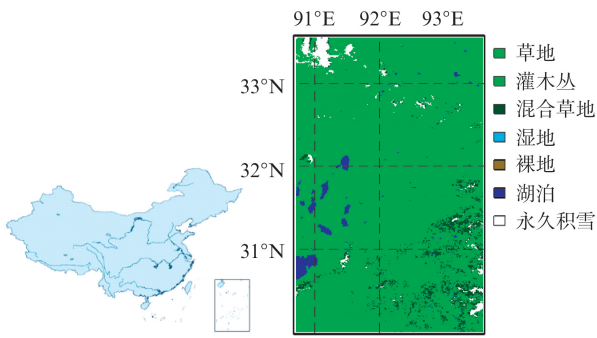 91°E 92°E 93°E
33°N
32°N
31°N
草地
灌木丛
混合草地
湿地
裸地
湖泊
永久积雪